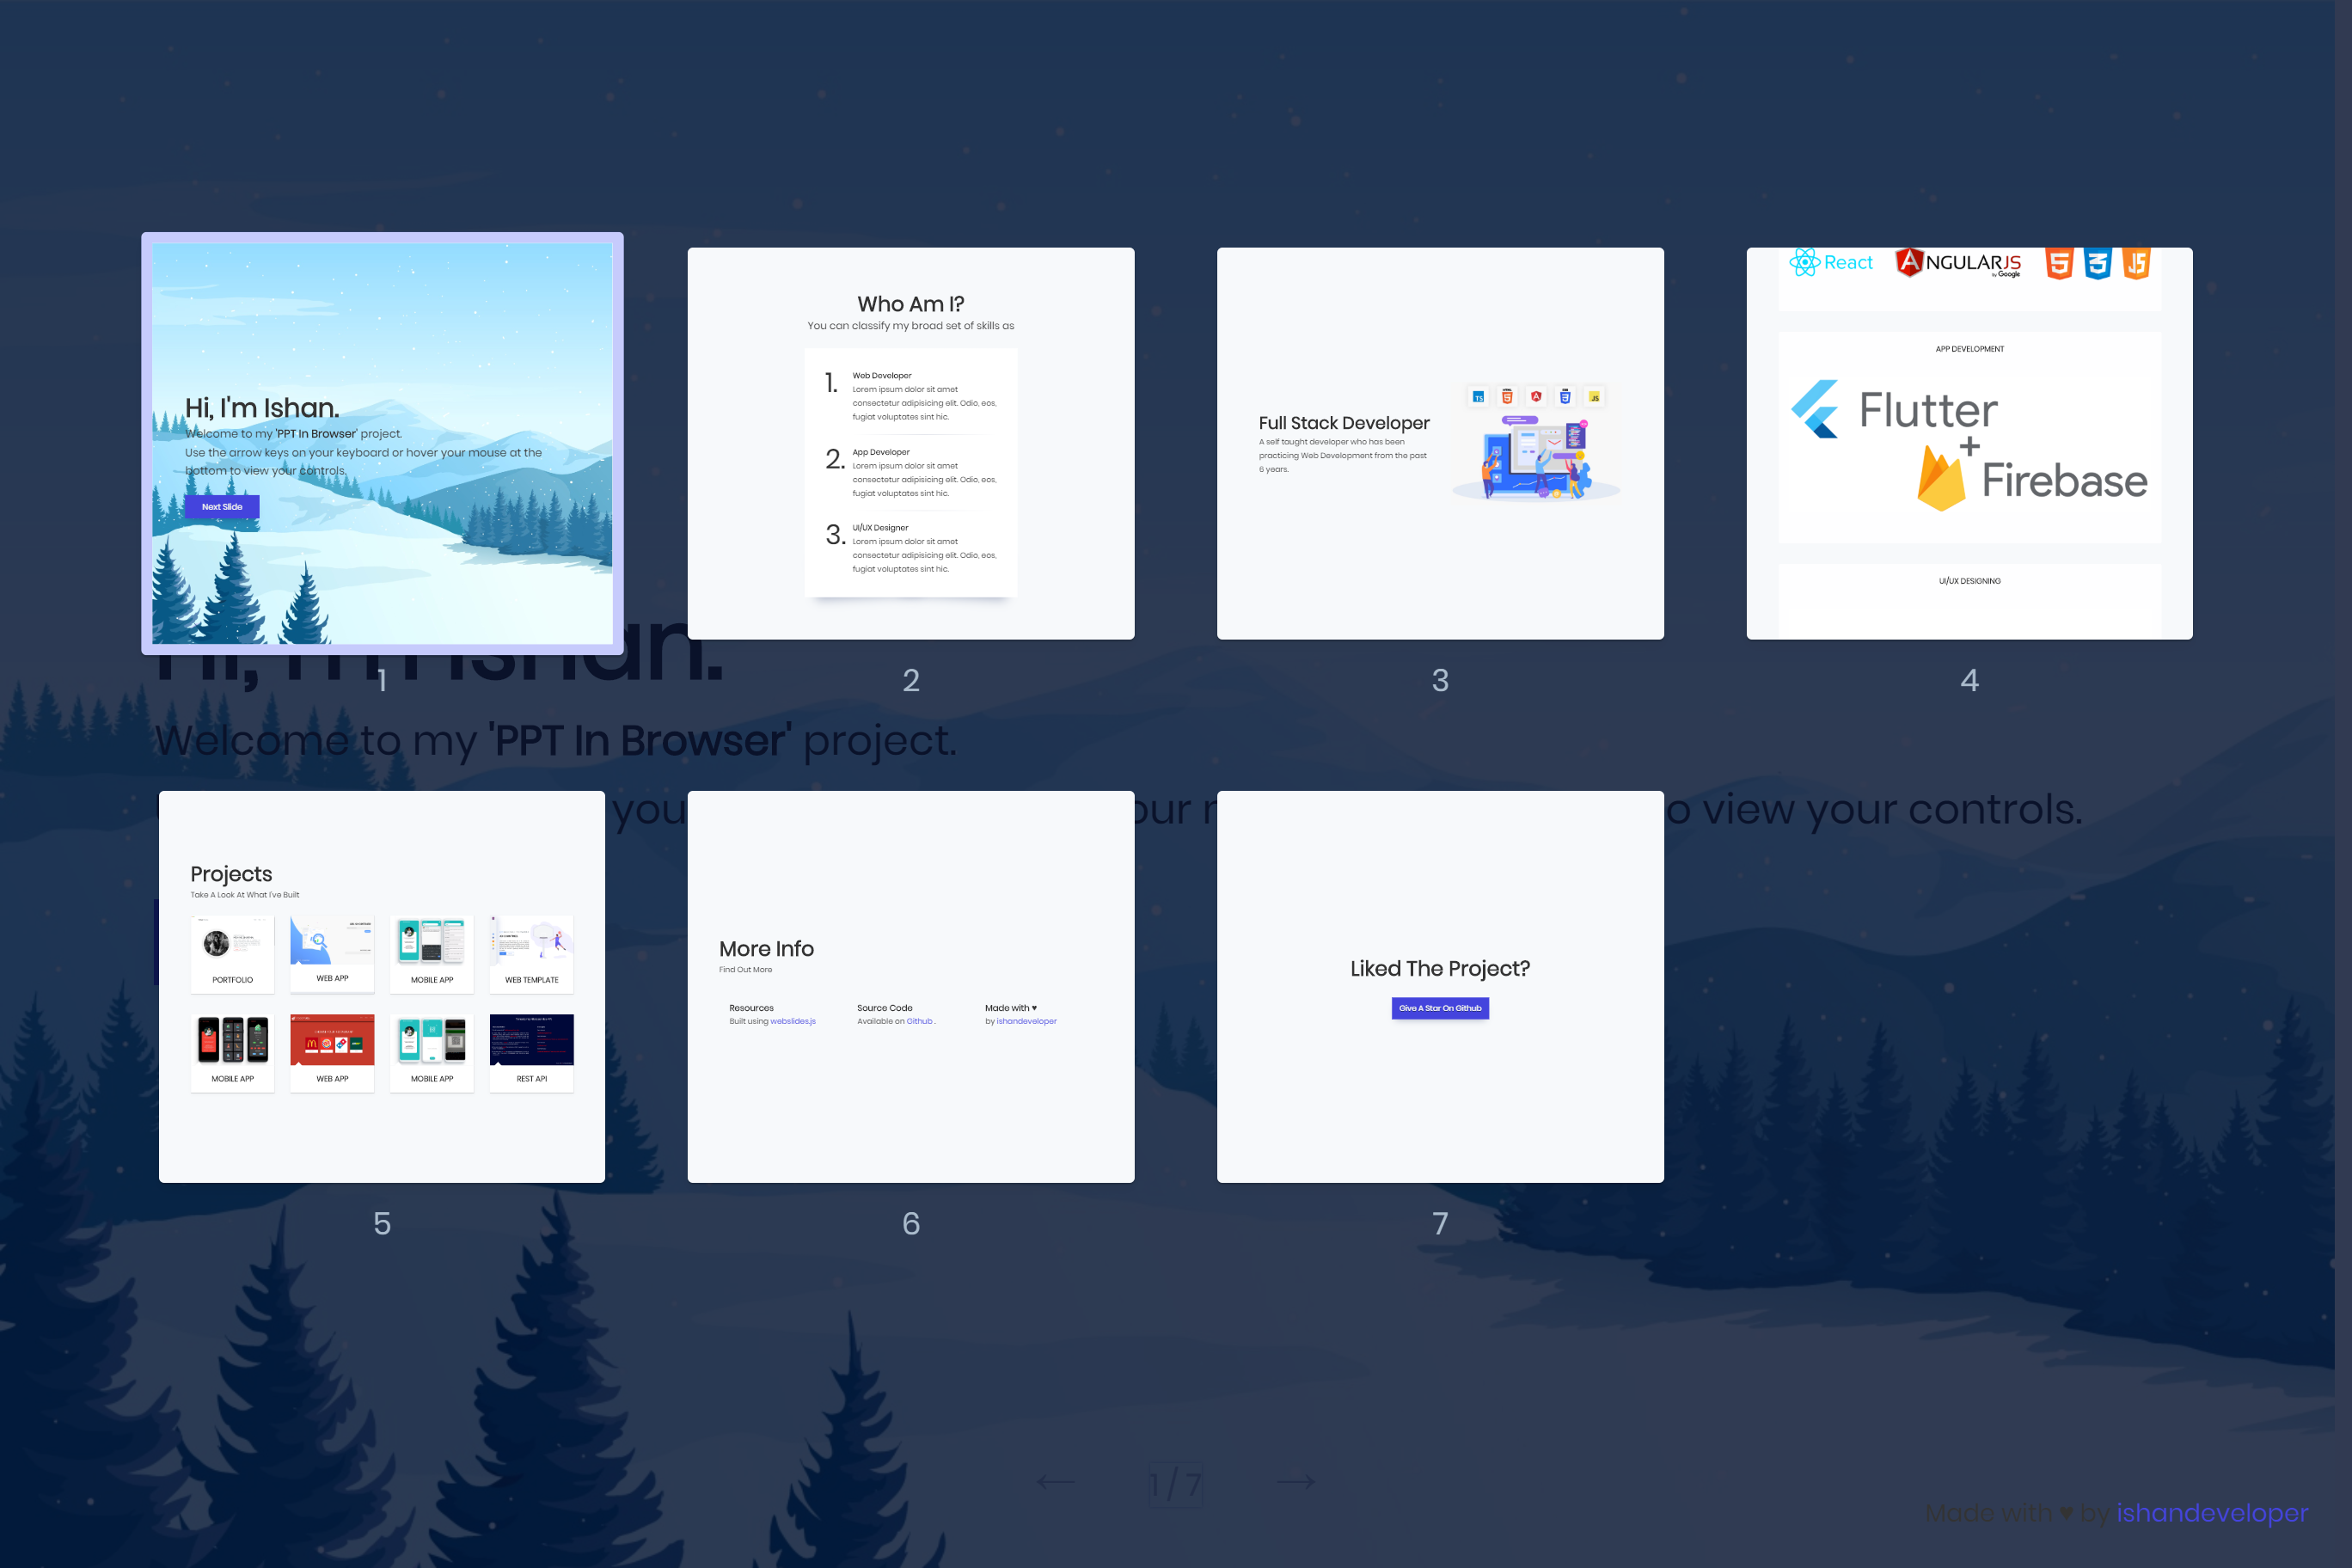 Hi, I'm Ishan.
Welcome to my 'PPT In Browser' project.
Use the arrow keys on your keyboard or hover your mouse at the
bottom to view your controls.
Next Slide
1
Who Am I?
You can classify my broad set of skills as
1.
Web Developer
Lorem ipsum dolor sit amet
consectetur adipisicing elit. Odio, eos,
fugiat voluptates sint hic.
2.
App Developer
Lorem ipsum dolor sit amet
consectetur adipisicing elit. Odio, eos,
fugiat voluptates sint hic.
3.
UI/UX Designer
Lorem ipsum dolor sit amet
consectetur adipisicing elit. Odio, eos,
fugiat voluptates sint hic.
2
TS
HTML
5
A
CSS
3
JS
Full Stack Developer
A self taught developer who has been
practicing Web Development from the past
6 years.
3
React
ANGULARJS
by Google
5
3
JS
APP DEVELOPMENT
Flutter
+
Firebase
UI/UX DESIGNING
4
Hi, I'm Ishan.
Welcome to my 'PPT In Browser' project.
you our o view your controls.
Projects
Take A Look At What I've Built
PORTFOLIO
WEB APP
MOBILE APP
WEB TEMPLATE
MOBILE APP
WEB APP
MOBILE APP
REST API
5
More Info
Find Out More
Resources
Built using webslides.js
Source Code
Available on Github .
Made with ♥
by ishandeveloper
6
Liked The Project?
Give A Star On Github
7
← 1 / 7 →
Made with ♥ by ishandeveloper